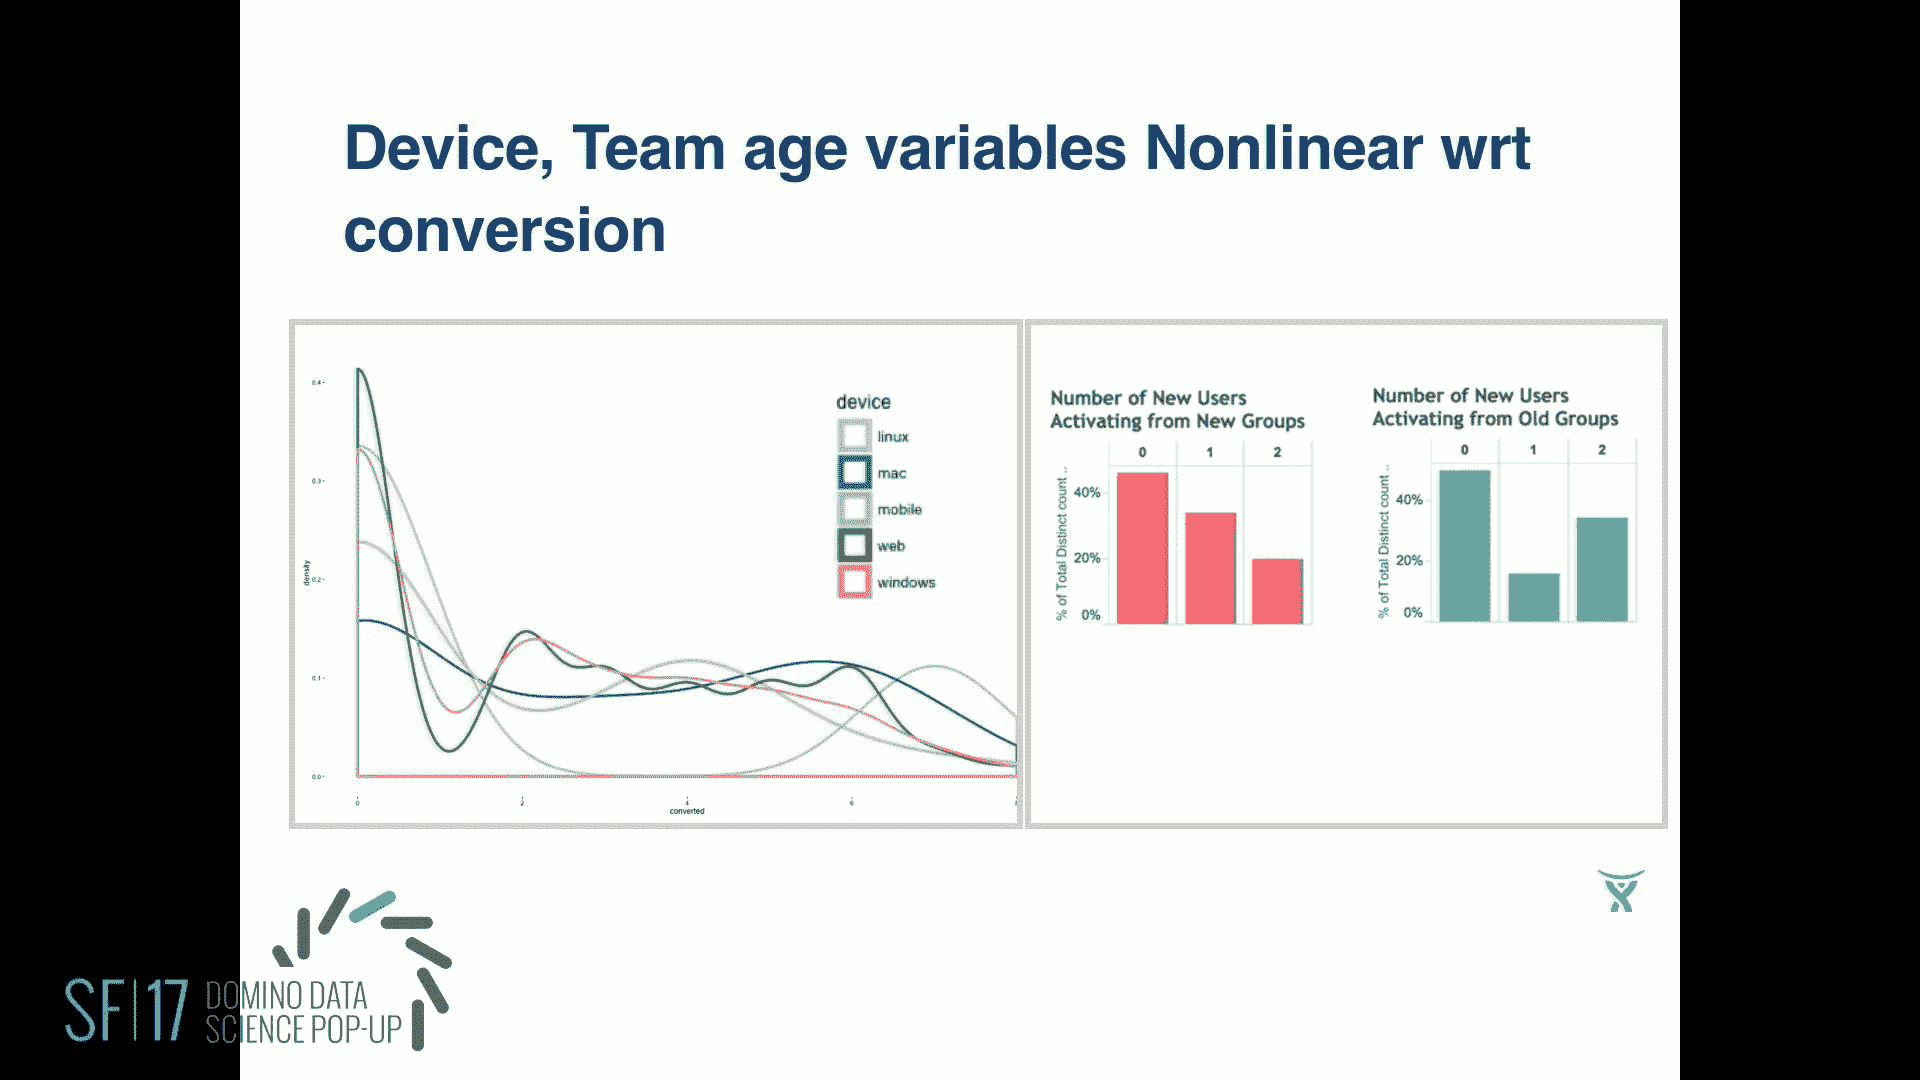 Device, Team age variables Nonlinear wrt
conversion
0.4
0.3
0.2
0.1
0.0
density
0 2 4 6
converted
device
linux
mac
mobile
web
windows
Number of New Users
Activating from New Groups
0 1 2
40%
20%
0%
% of Total Distinct count ..
Number of New Users
Activating from Old Groups
0 1 2
40%
20%
0%
% of Total Distinct count ..
SF|17
DOMINO DATA
SCIENCE POP-UP